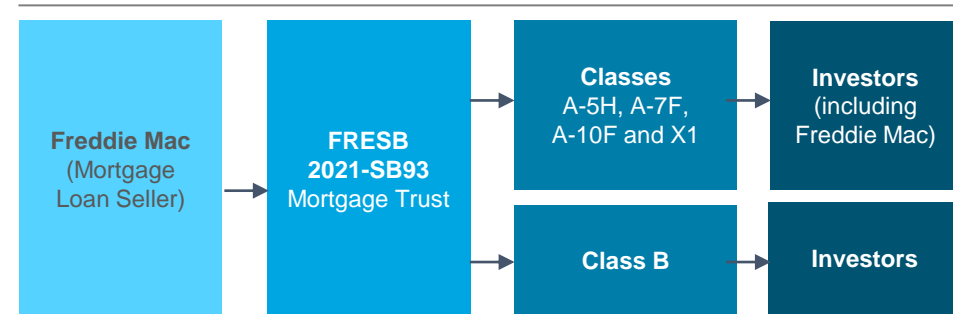 Freddie Mac
(Mortgage
Loan Seller)
FRESB
2021-SB93
Mortgage Trust
Classes
A-5H, A-7F,
A-10F and X1
Investors
(including
Freddie Mac)
Class B
Investors